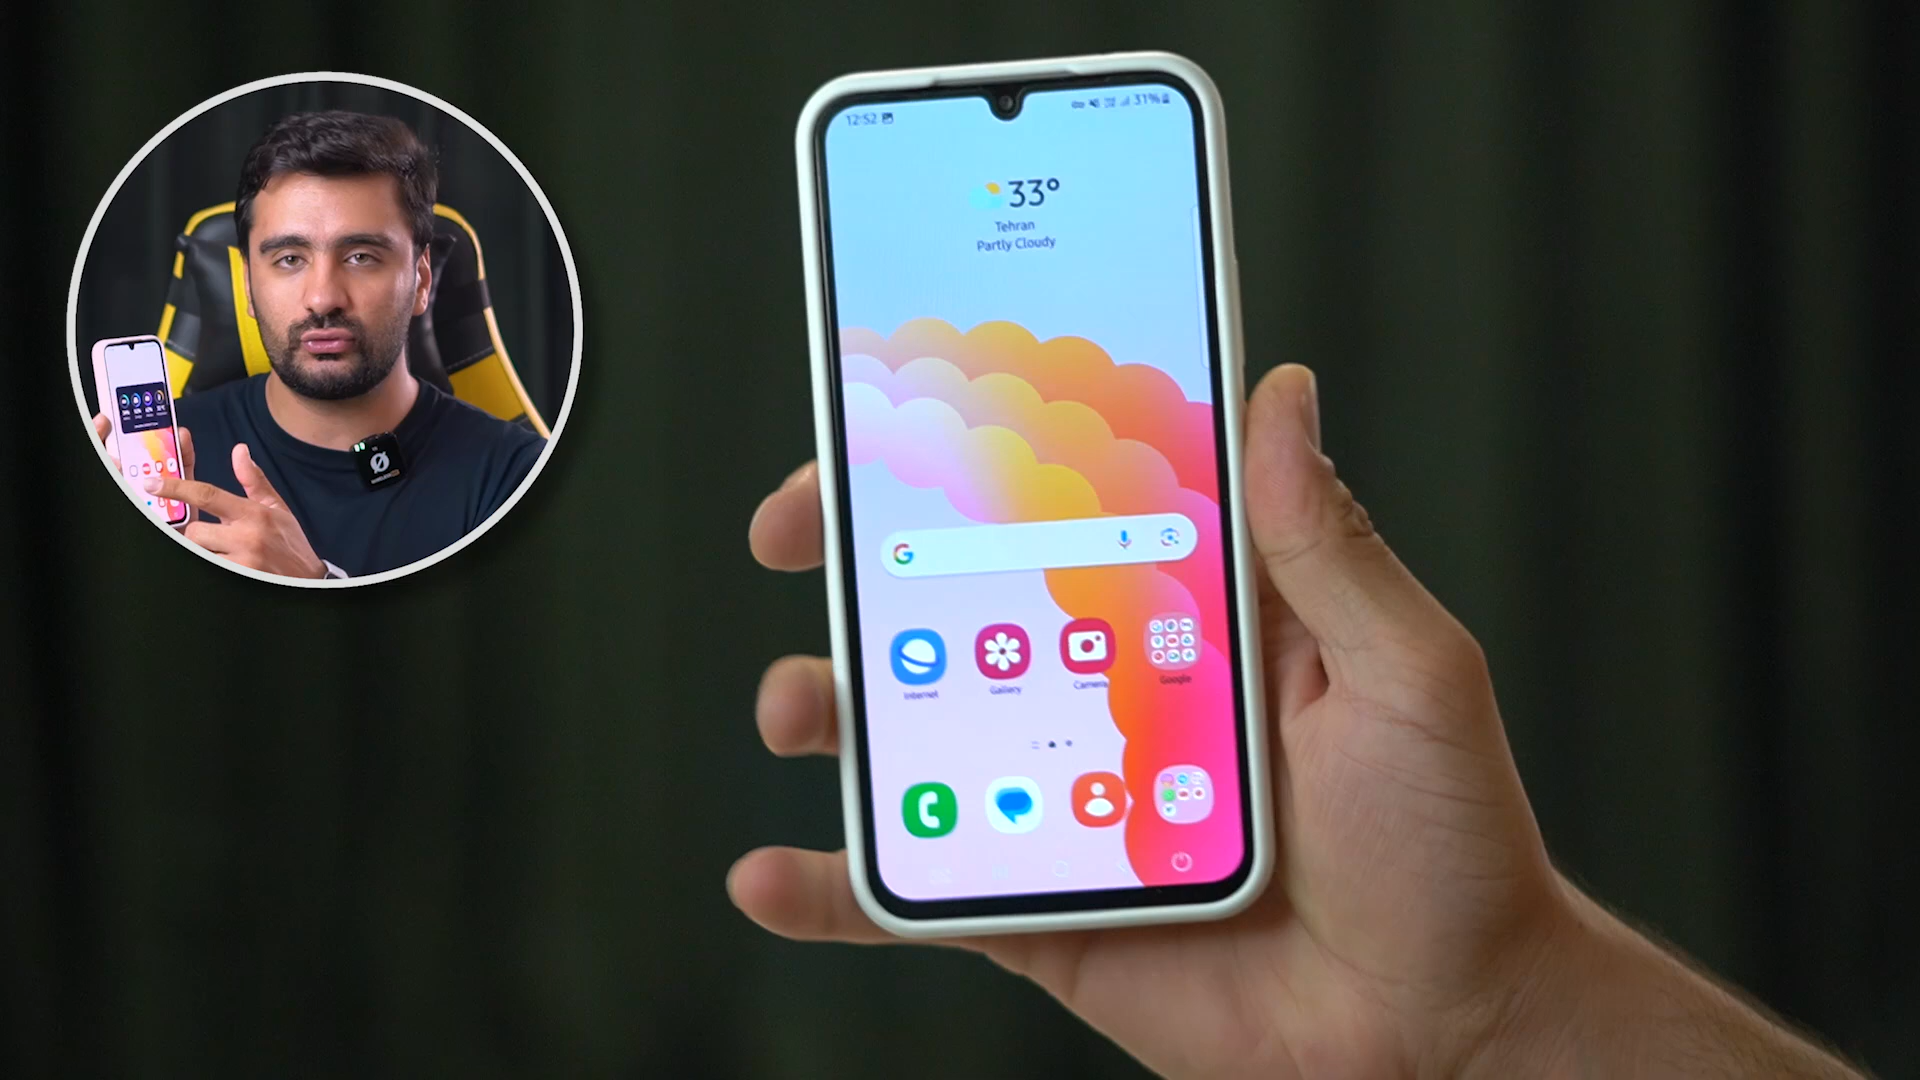 12:52
31%
33°
Tehran
Partly Cloudy
Internet
Gallery
Camera
Google